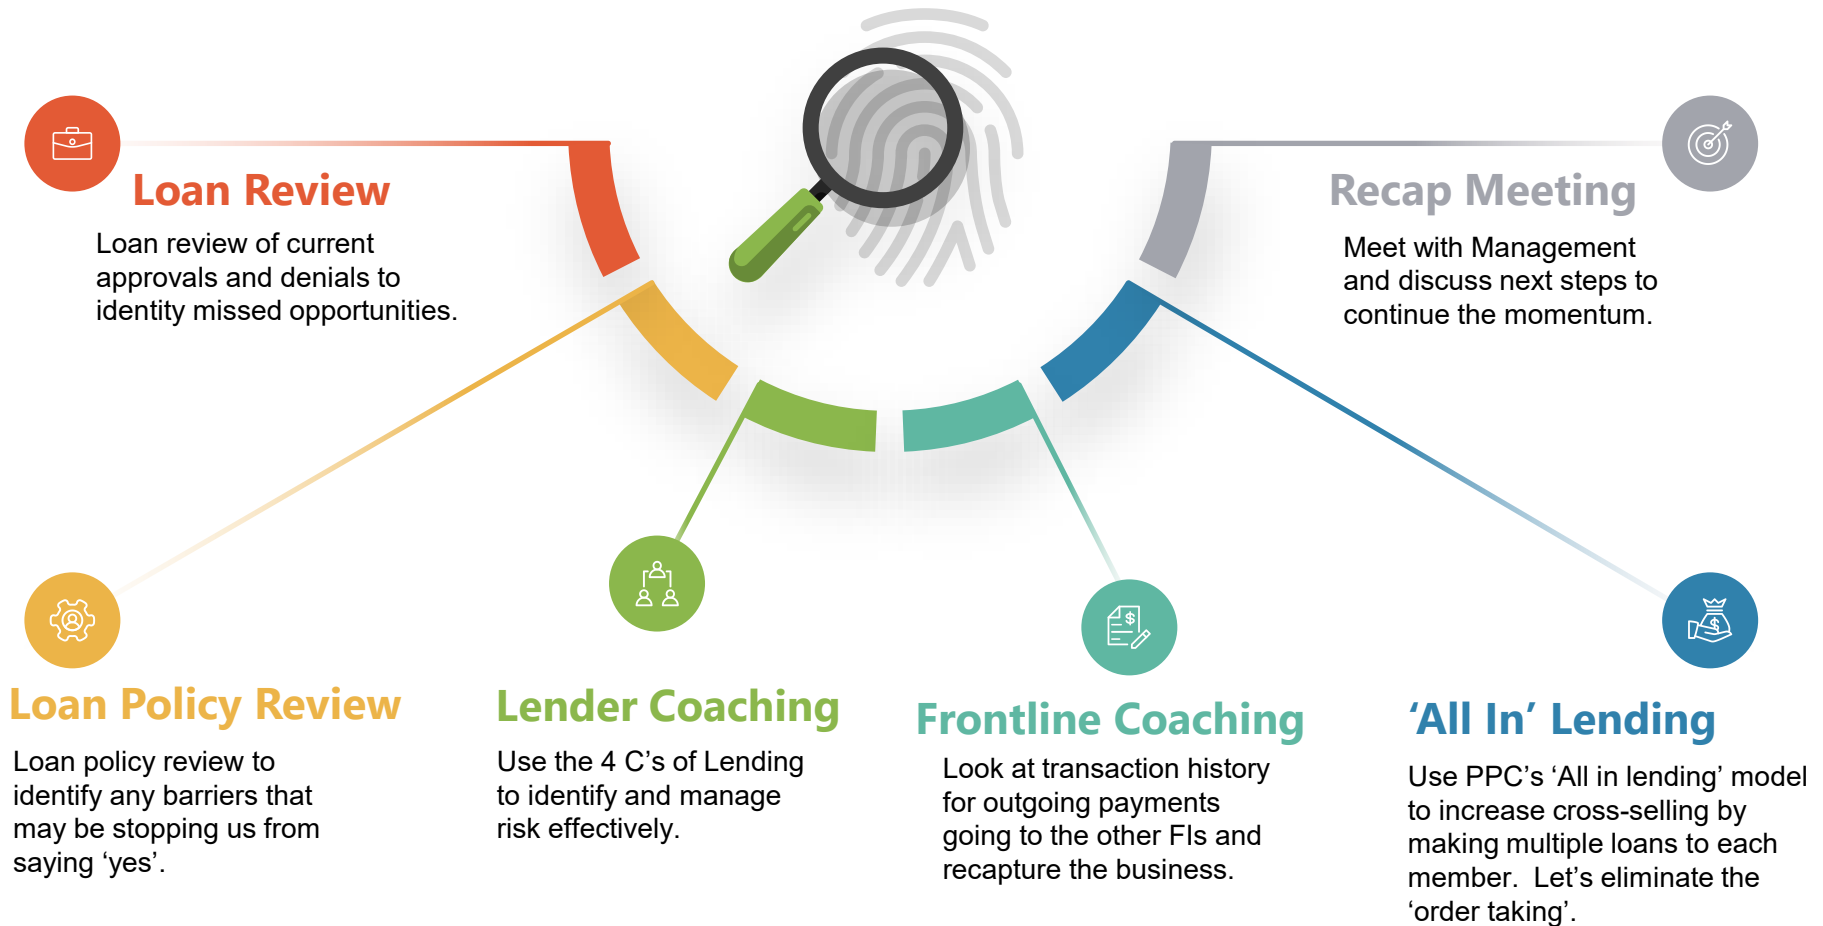 Loan Review
Loan review of current
approvals and denials to
identity missed opportunities.
Loan Policy Review
Loan policy review to
identify any barriers that
may be stopping us from
saying ‘yes’.
Lender Coaching
Use the 4 C’s of Lending
to identify and manage
risk effectively.
Frontline Coaching
Look at transaction history
for outgoing payments
going to the other FIs and
recapture the business.
‘All In’ Lending
Use PPC’s ‘All in lending’ model
to increase cross-selling by
making multiple loans to each
member.  Let’s eliminate the
‘order taking’.
Recap Meeting
Meet with Management
and discuss next steps to
continue the momentum.